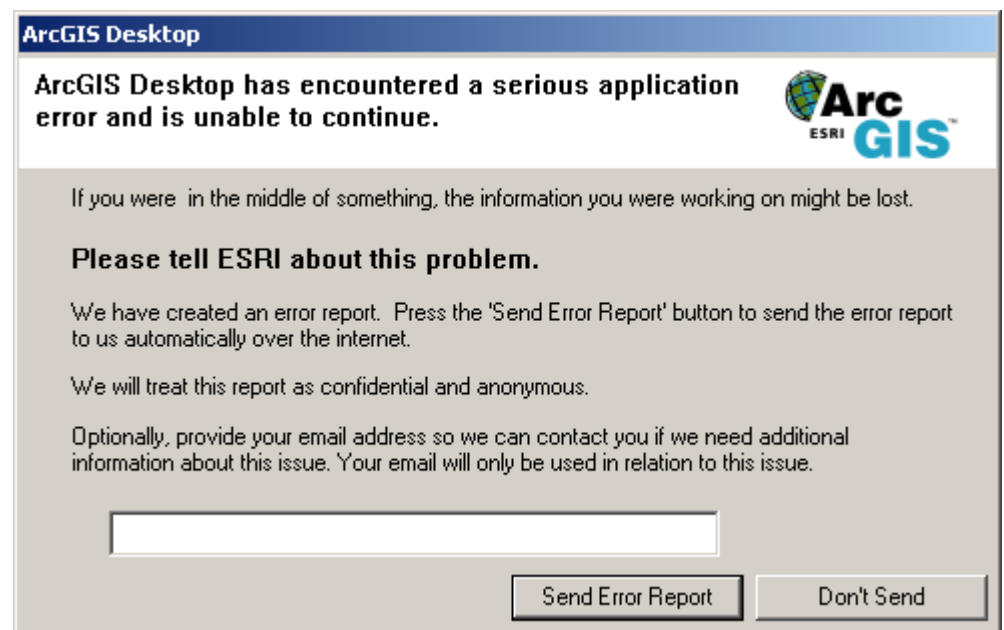 ArcGIS Desktop
ArcGIS Desktop has encountered a serious application
error and is unable to continue.
Arc
ESRI GIS™
If you were  in the middle of something, the information you were working on might be lost.
Please tell ESRI about this problem.
We have created an error report.  Press the 'Send Error Report' button to send the error report
to us automatically over the internet.
We will treat this report as confidential and anonymous.
Optionally, provide your email address so we can contact you if we need additional
information about this issue. Your email will only be used in relation to this issue.
Send Error Report
Don't Send